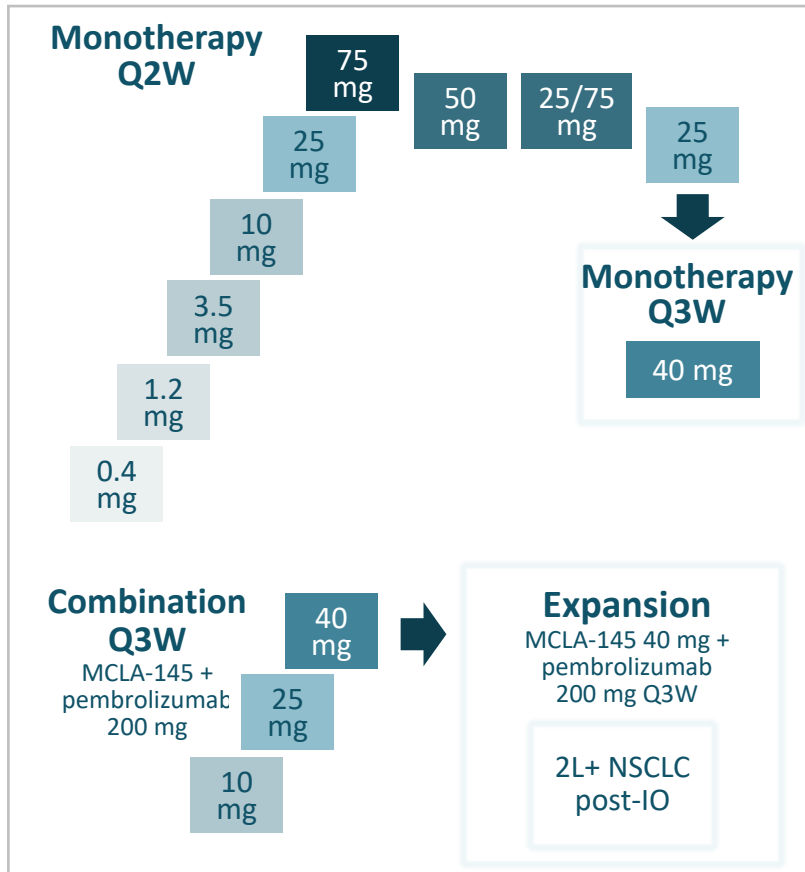 Monotherapy
Q2W
75
mg
50
mg
25/75
mg
25
mg
25
mg
10
mg
3.5
mg
1.2
mg
0.4
mg
Monotherapy
Q3W
40 mg
Combination
Q3W
MCLA-145 +
pembrolizumab
200 mg
40
mg
25
mg
10
mg
Expansion
MCLA-145 40 mg +
pembrolizumab
200 mg Q3W
2L+ NSCLC
post-IO